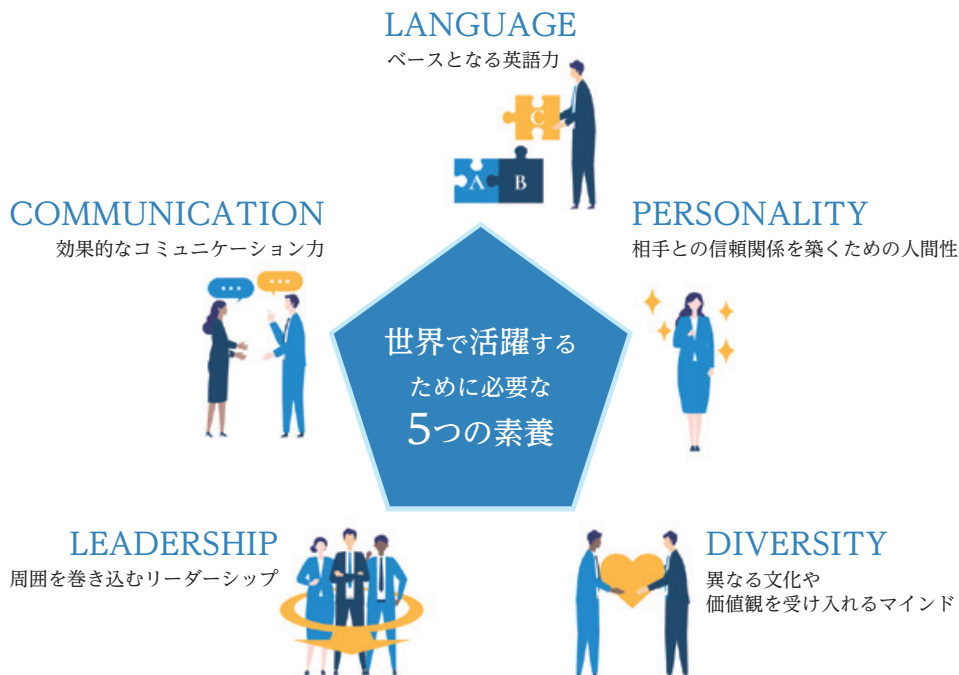 LANGUAGE
ベースとなる英語力
C
A B
COMMUNICATION
効果的なコミュニケーション力
PERSONALITY
相手との信頼関係を築くための人間性
世界で活躍する
ために必要な
5つの素養
LEADERSHIP
周囲を巻き込むリーダーシップ
DIVERSITY
異なる文化や
価値観を受け入れるマインド